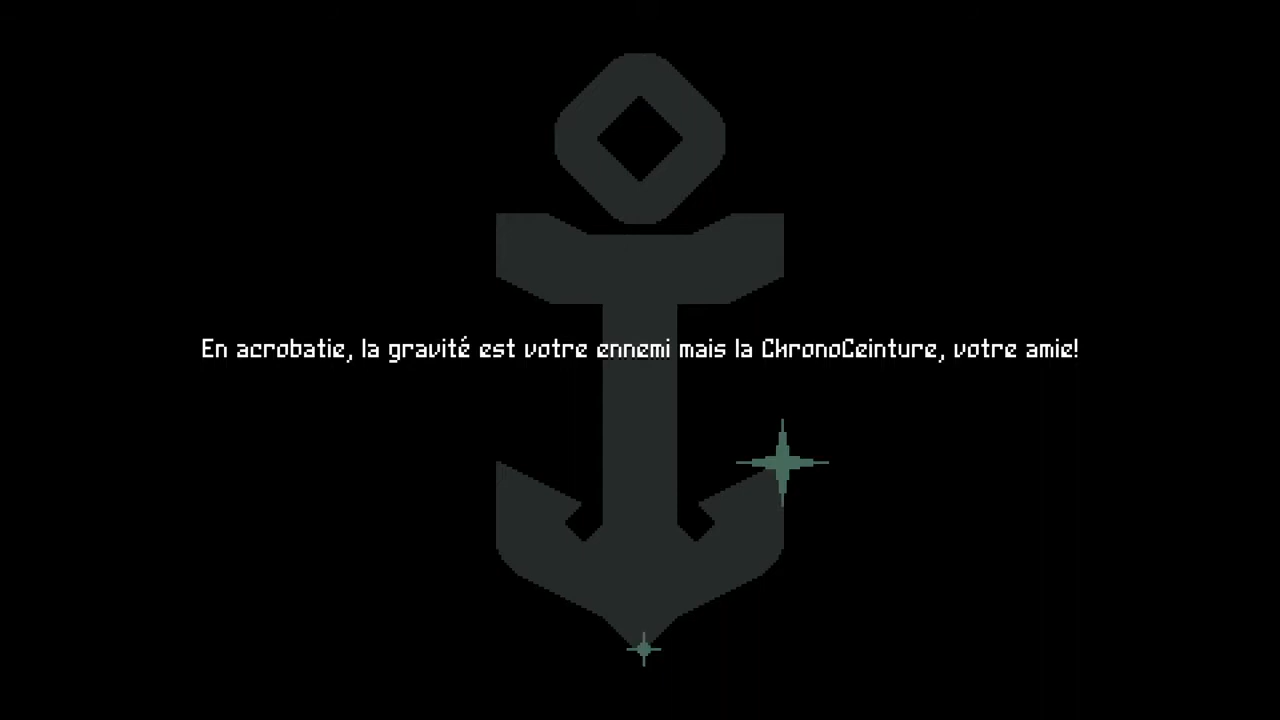 En acrobatie, la gravité est votre ennemi mais la ChronoCeinture, votre amie!